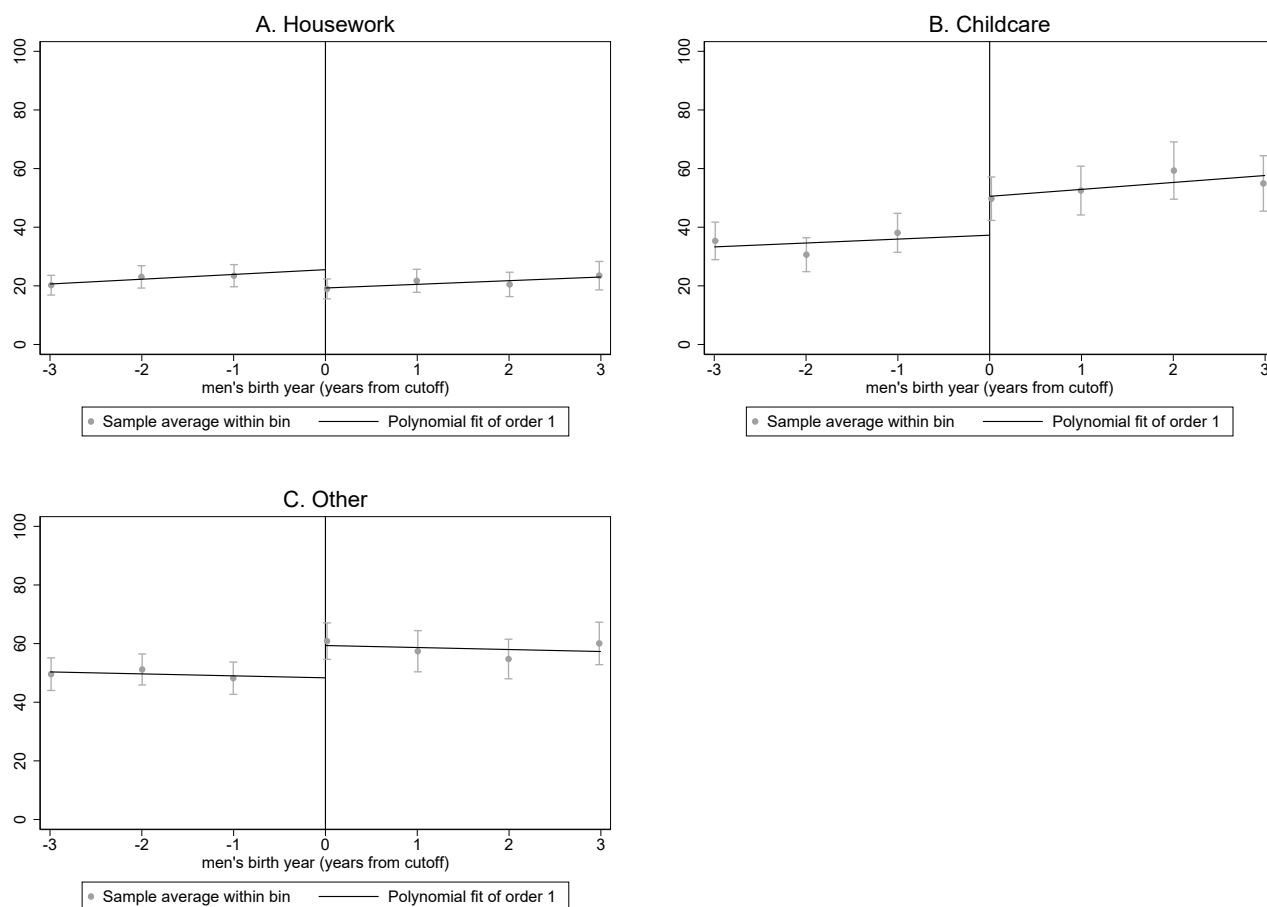 A. Housework
100
80
60
40
20
0
-3 -2 -1 0 1 2 3
men's birth year (years from cutoff)
Sample average within bin Polynomial fit of order 1
B. Childcare
100
80
60
40
20
0
-3 -2 -1 0 1 2 3
men's birth year (years from cutoff)
Sample average within bin Polynomial fit of order 1
C. Other
100
80
60
40
20
0
-3 -2 -1 0 1 2 3
men's birth year (years from cutoff)
Sample average within bin Polynomial fit of order 1